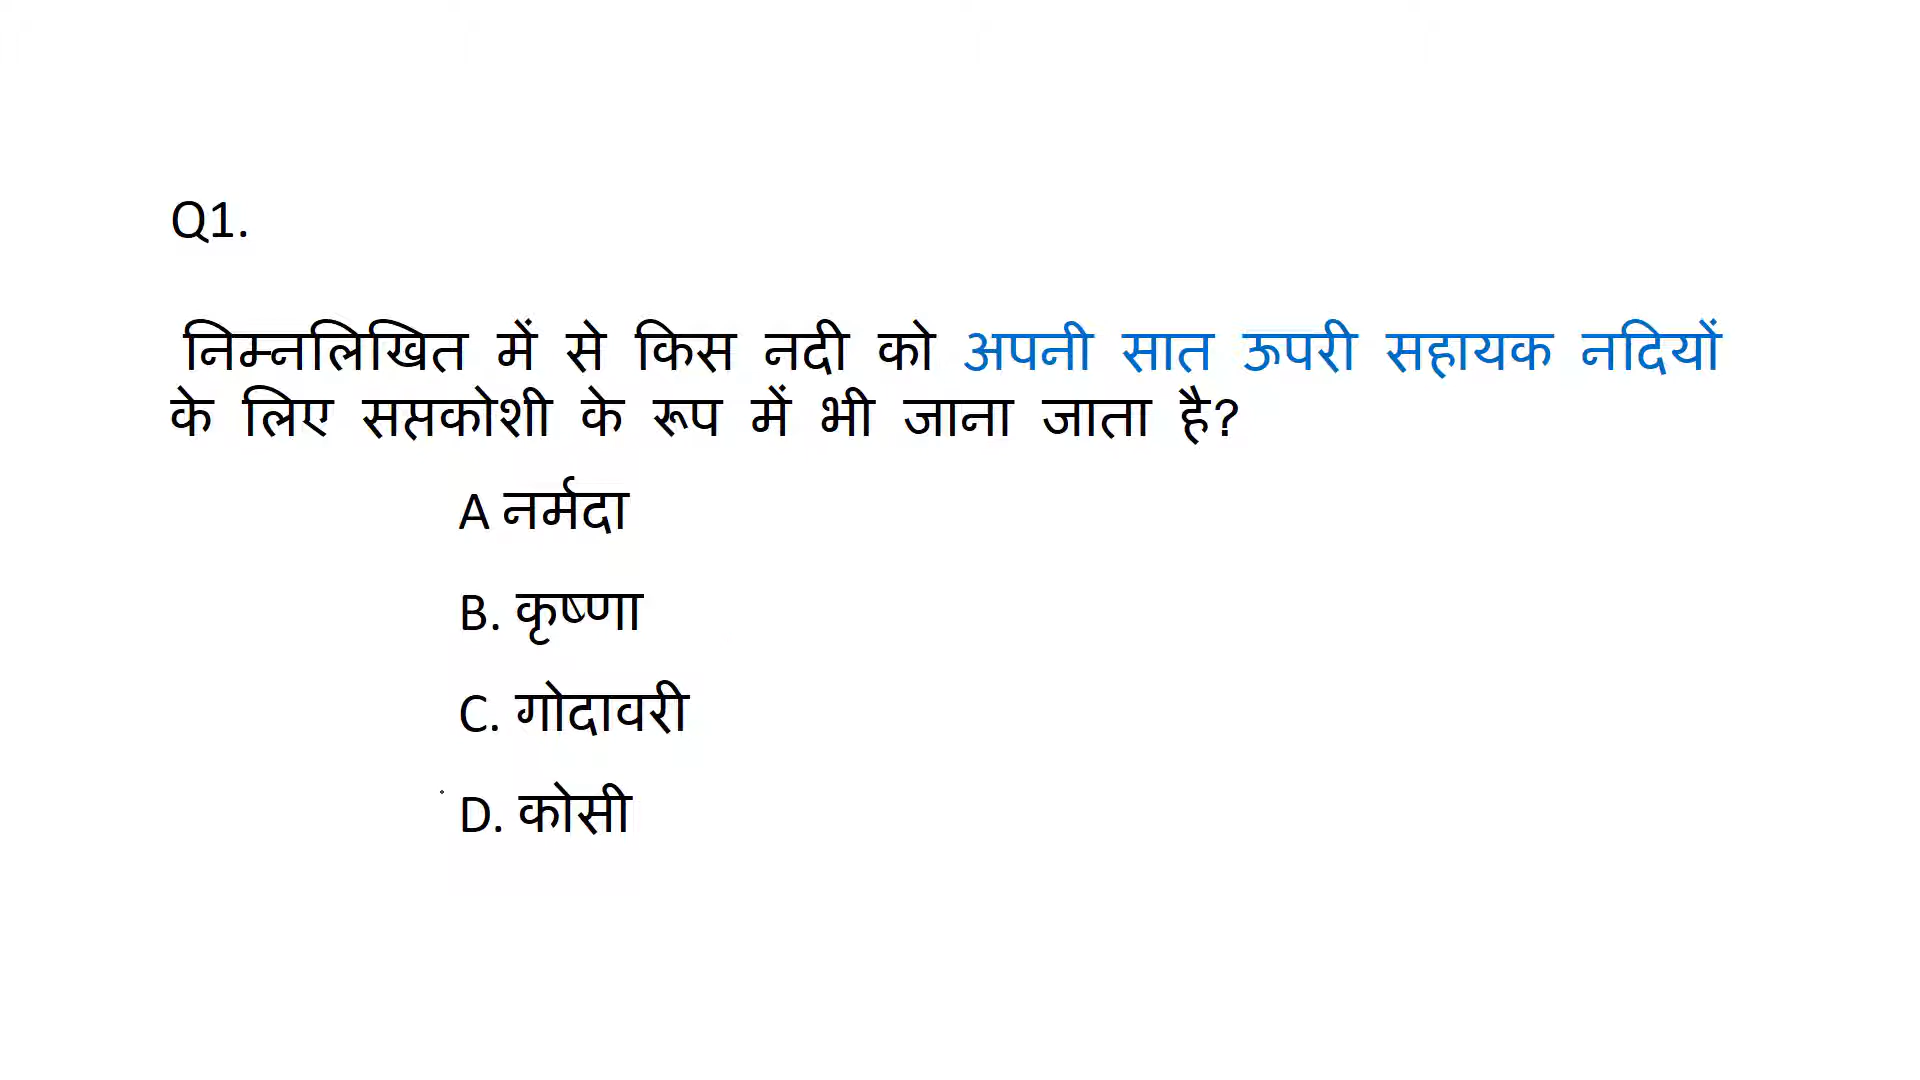 Q1.
निम्नलिखित में से किस नदी को अपनी सात ऊपरी सहायक नदियों
के लिए सप्तकोशी के रूप में भी जाना जाता है?
A नर्मदा
B. कृष्णा
C. गोदावरी
D. कोसी